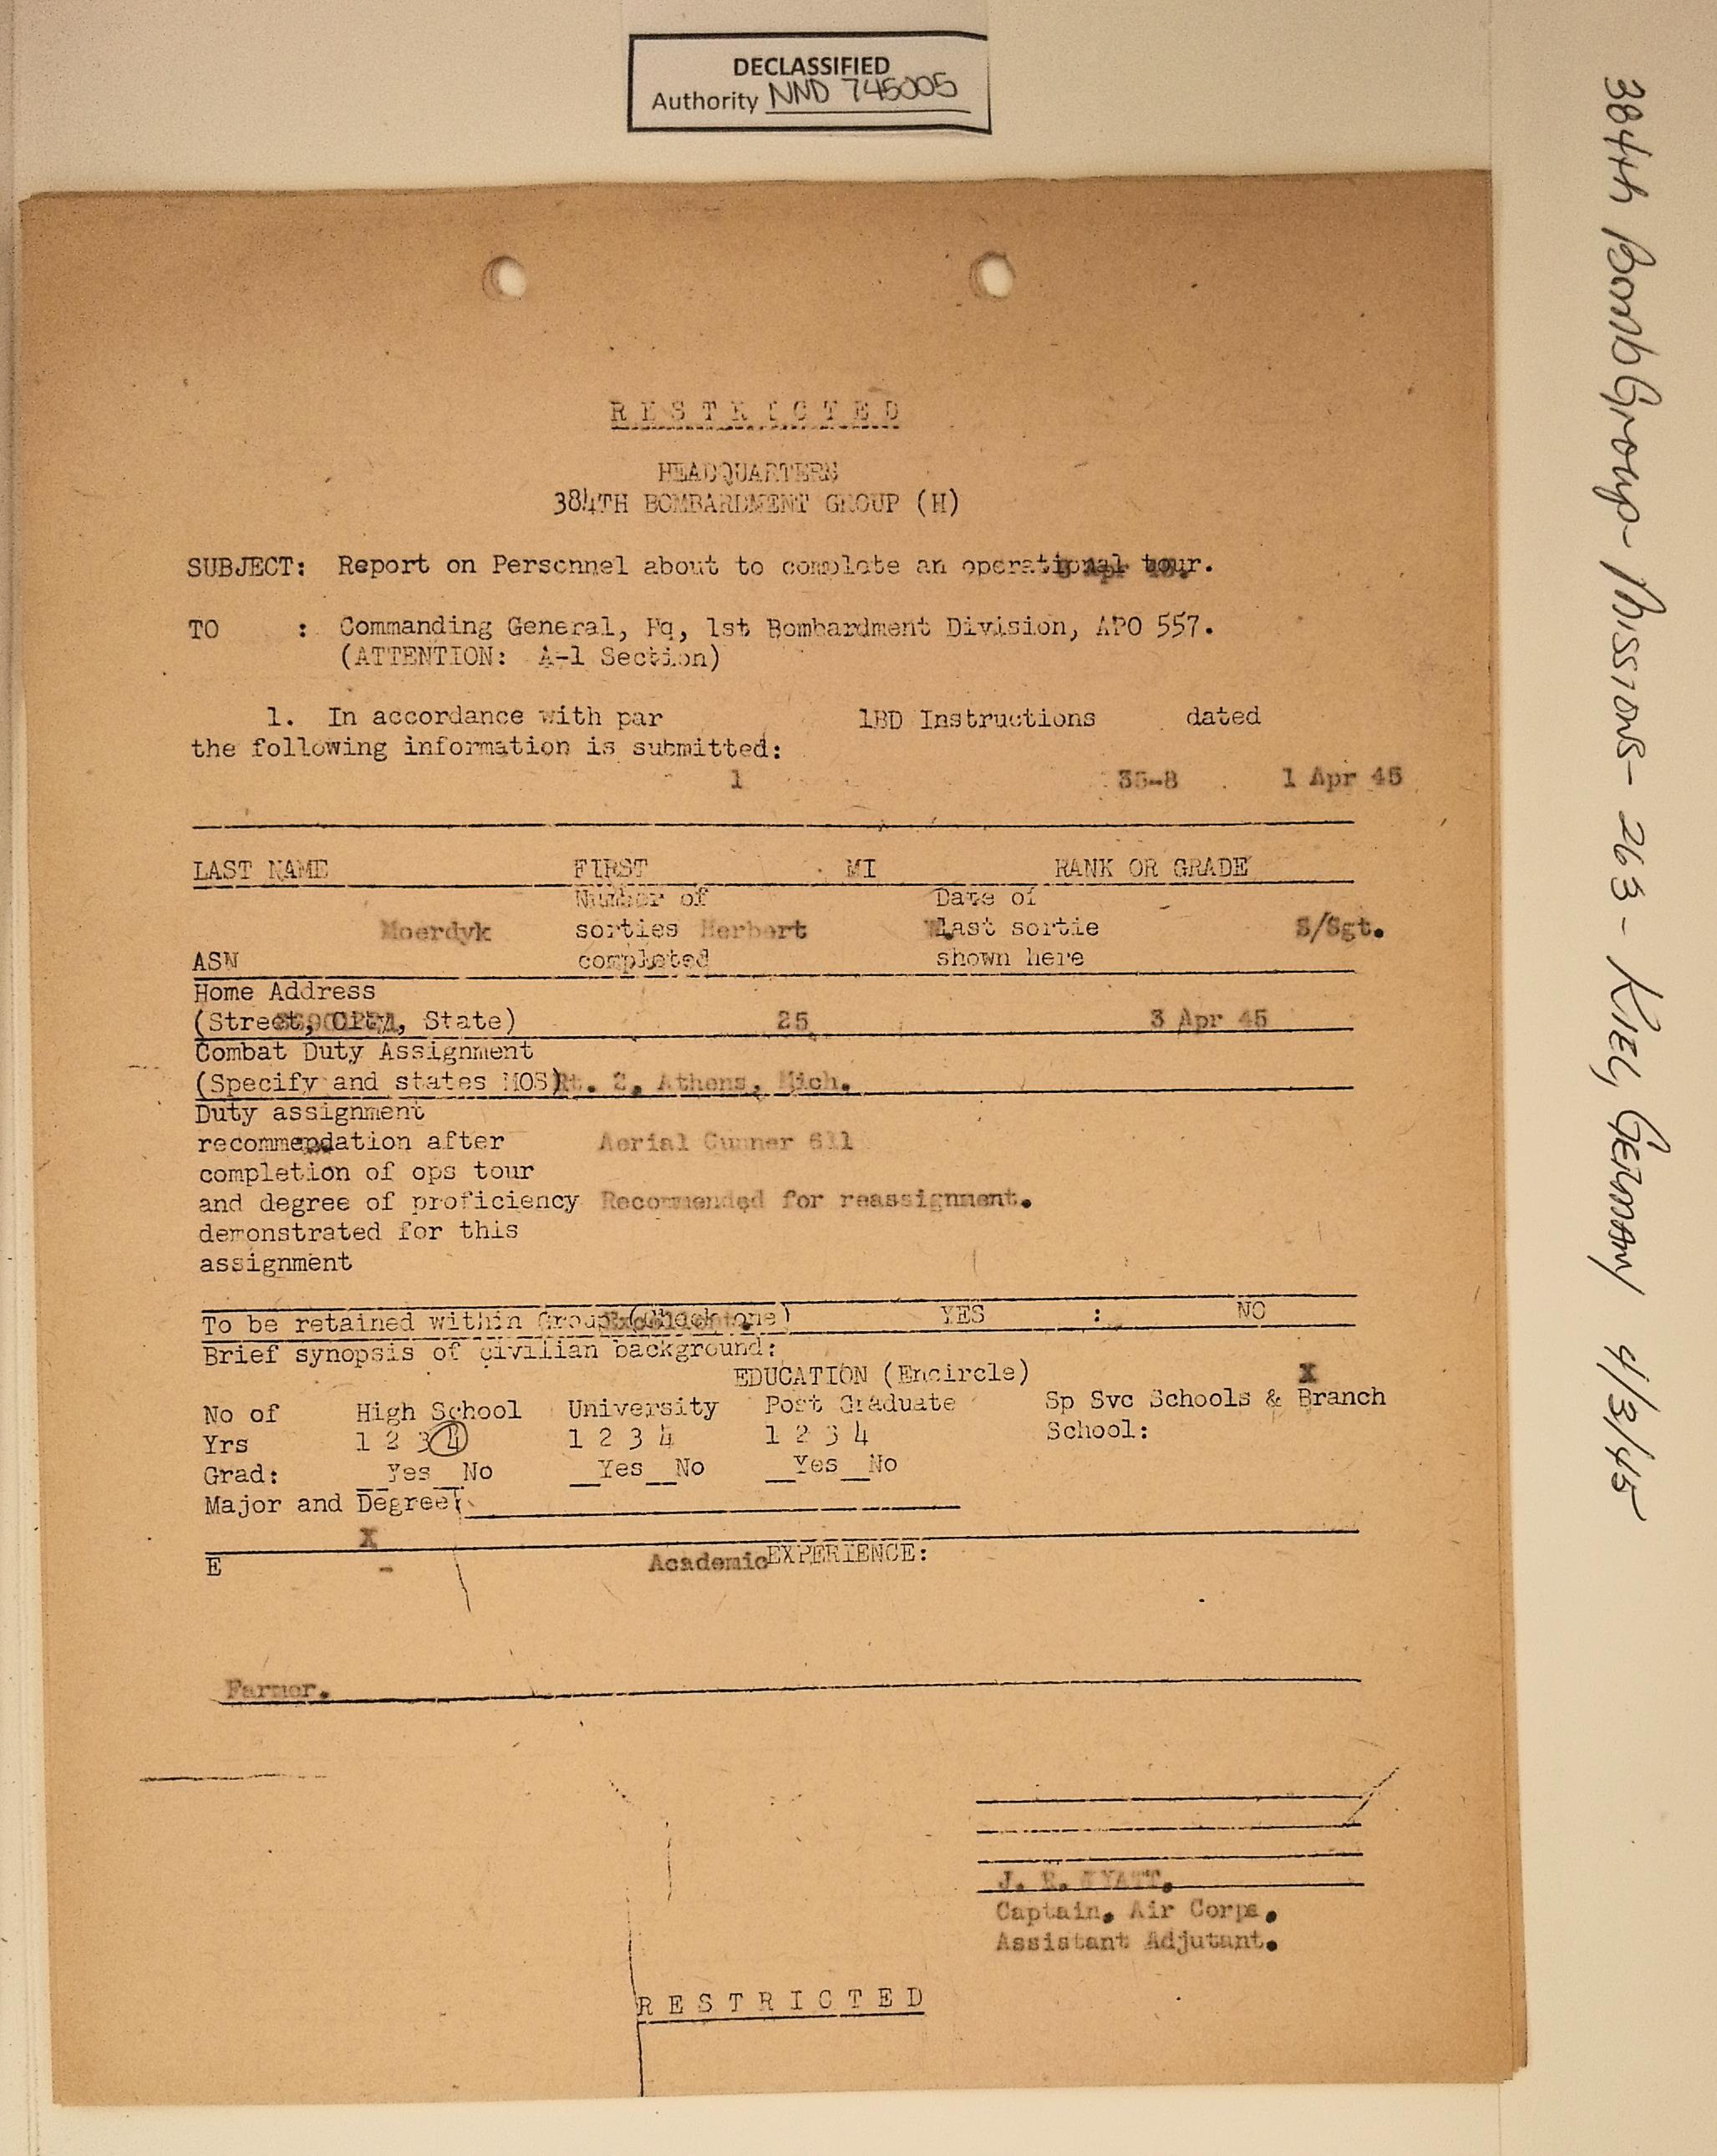 DECLASSIFIED
Authority NND 745005
R E S T R I C T E D
HEADQUARTERS
384TH BOMBARDMENT GROUP (H)
SUBJECT: Report on Personnel about to complete an operational tour.
Apr
TO : Commanding General, Hq, 1st Bombardment Division, APO 557.
(ATTENTION: A-1 Section)
1. In accordance with par 1BD Instructions dated
the following information is submitted:
1 35-8 1 Apr 45
LAST NAME FIRST MI RANK OR GRADE
Number of Date of
Moerdyk sorties Herbert last sortie S/Sgt.
ASN completed shown here
Home Address
(Street, City, State) 25 3 Apr 45
Combat Duty Assignment
(Specify and states MOS) Rt. 2, Athens, Mich.
Duty assignment
recommendation after Aerial Gunner 611
completion of ops tour
and degree of proficiency Recommended for reassignment.
demonstrated for this
assignment
To be retained within Group (Check one) YES : NO
Brief synopsis of civilian background:
EDUCATION (Encircle) X
No of High School University Post Graduate Sp Svc Schools & Branch
Yrs 1 2 3 4 1 2 3 4 1 2 3 4 School:
Grad: __Yes__No __Yes__No __Yes__No
Major and Degree:
X
E - Academic EXPERIENCE:
Farmer.
J. R. WYATT,
Captain, Air Corps,
Assistant Adjutant.
R E S T R I C T E D
384th Bomb Group - Missions - 263 - KIEL, GERMANY 4/3/45